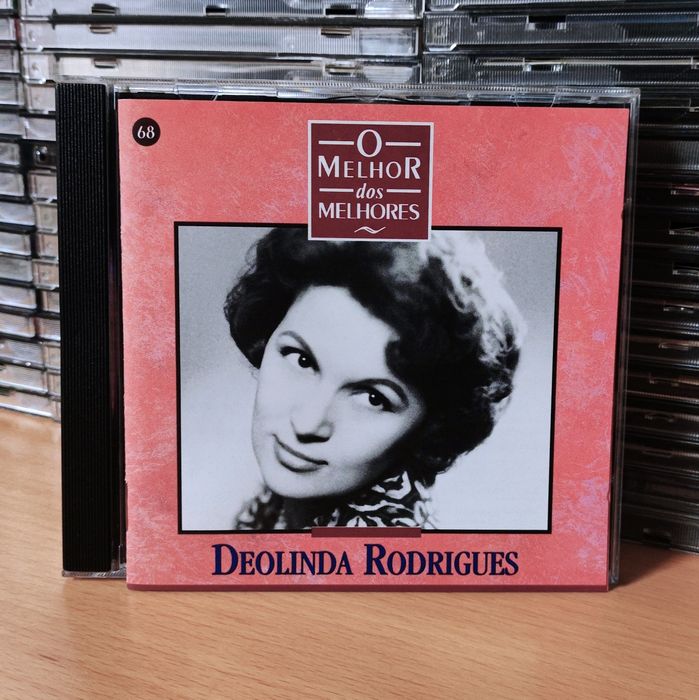 68
O
MELHOR
dos
MELHORES
DEOLINDA RODRIGUES